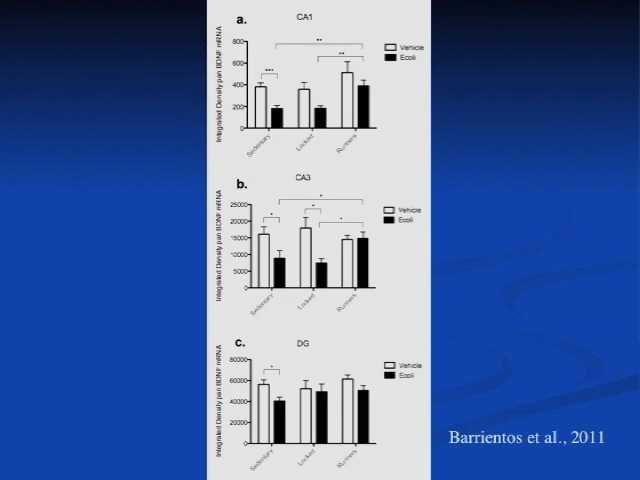 a.
CA1
Integrated Density pan BDNF mRNA
800
600
400
200
0
***
**
**
Vehicle
Ecoli
Sedentary
Locked
Runners
b.
CA3
Integrated Density pan BDNF mRNA
25000
20000
15000
10000
5000
0
*
*
*
*
Vehicle
Ecoli
Sedentary
Locked
Runners
c.
DG
Integrated Density pan BDNF mRNA
80000
60000
40000
20000
0
*
Vehicle
Ecoli
Sedentary
Locked
Runners
Barrientos et al., 2011